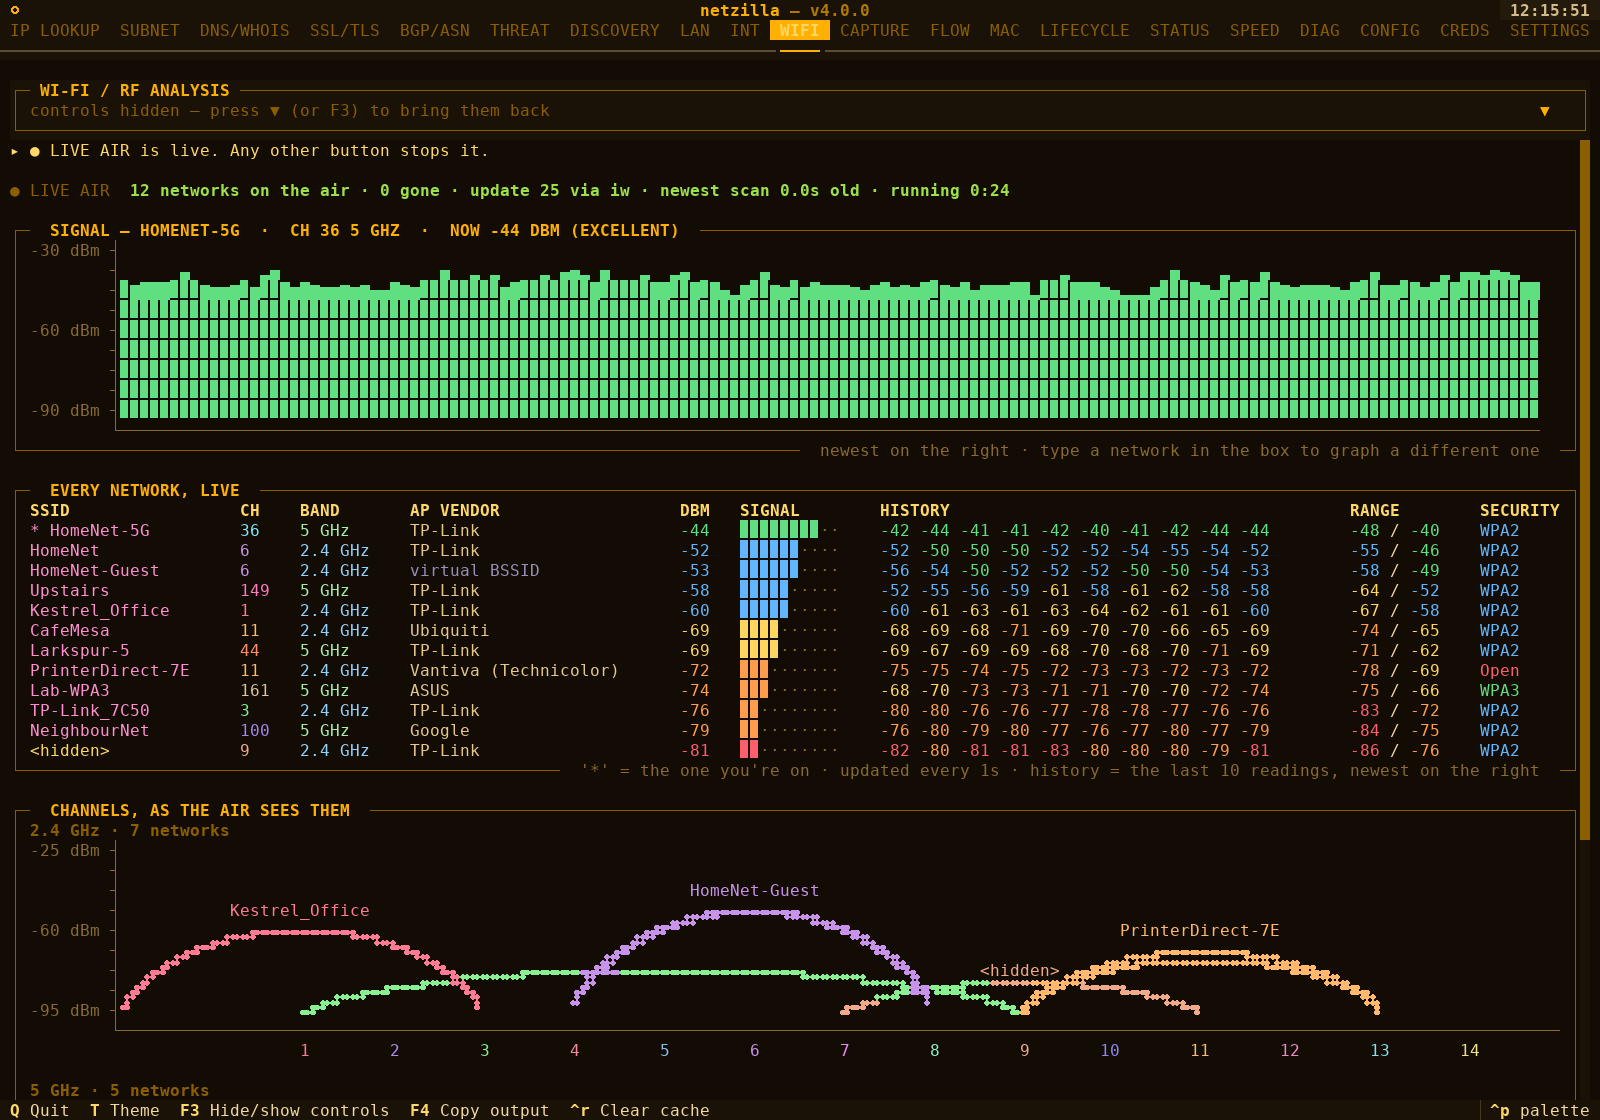 netzilla — v4.0.0 12:15:51
IP LOOKUP SUBNET DNS/WHOIS SSL/TLS BGP/ASN THREAT DISCOVERY LAN INT WIFI CAPTURE FLOW MAC LIFECYCLE STATUS SPEED DIAG CONFIG CREDS SETTINGS
WI-FI / RF ANALYSIS
controls hidden — press ▼ (or F3) to bring them back ▼
▸ ● LIVE AIR is live. Any other button stops it.
● LIVE AIR 12 networks on the air · 0 gone · update 25 via iw · newest scan 0.0s old · running 0:24
SIGNAL — HOMENET-5G · CH 36 5 GHZ · NOW -44 DBM (EXCELLENT)
-30 dBm
-60 dBm
-90 dBm
newest on the right · type a network in the box to graph a different one
EVERY NETWORK, LIVE
SSID CH BAND AP VENDOR DBM SIGNAL HISTORY RANGE SECURITY
* HomeNet-5G 36 5 GHz TP-Link -44 -42 -44 -41 -41 -42 -40 -41 -42 -44 -44 -48 / -40 WPA2
HomeNet 6 2.4 GHz TP-Link -52 -52 -50 -50 -50 -52 -52 -54 -55 -54 -52 -55 / -46 WPA2
HomeNet-Guest 6 2.4 GHz virtual BSSID -53 -56 -54 -50 -52 -52 -52 -50 -50 -54 -53 -58 / -49 WPA2
Upstairs 149 5 GHz TP-Link -58 -52 -55 -56 -59 -61 -58 -61 -62 -58 -58 -64 / -52 WPA2
Kestrel_Office 1 2.4 GHz TP-Link -60 -60 -61 -63 -61 -63 -64 -62 -61 -61 -60 -67 / -58 WPA2
CafeMesa 11 2.4 GHz Ubiquiti -69 -68 -69 -68 -71 -69 -70 -70 -66 -65 -69 -74 / -65 WPA2
Larkspur-5 44 5 GHz TP-Link -69 -69 -67 -69 -69 -68 -70 -68 -70 -71 -69 -71 / -62 WPA2
PrinterDirect-7E 11 2.4 GHz Vantiva (Technicolor) -72 -75 -75 -74 -75 -72 -73 -73 -72 -73 -72 -78 / -69 Open
Lab-WPA3 161 5 GHz ASUS -74 -68 -70 -73 -73 -71 -71 -70 -70 -72 -74 -75 / -66 WPA3
TP-Link_7C50 3 2.4 GHz TP-Link -76 -80 -80 -76 -76 -77 -78 -78 -77 -76 -76 -83 / -72 WPA2
NeighbourNet 100 5 GHz Google -79 -76 -80 -79 -80 -77 -76 -77 -80 -77 -79 -84 / -75 WPA2
<hidden> 9 2.4 GHz TP-Link -81 -82 -80 -81 -81 -83 -80 -80 -80 -79 -81 -86 / -76 WPA2
'*' = the one you're on · updated every 1s · history = the last 10 readings, newest on the right
CHANNELS, AS THE AIR SEES THEM
2.4 GHz · 7 networks
-25 dBm
HomeNet-Guest
Kestrel_Office
-60 dBm
PrinterDirect-7E
<hidden>
-95 dBm
1 2 3 4 5 6 7 8 9 10 11 12 13 14
5 GHz · 5 networks
Q Quit T Theme F3 Hide/show controls F4 Copy output ^r Clear cache ^p palette